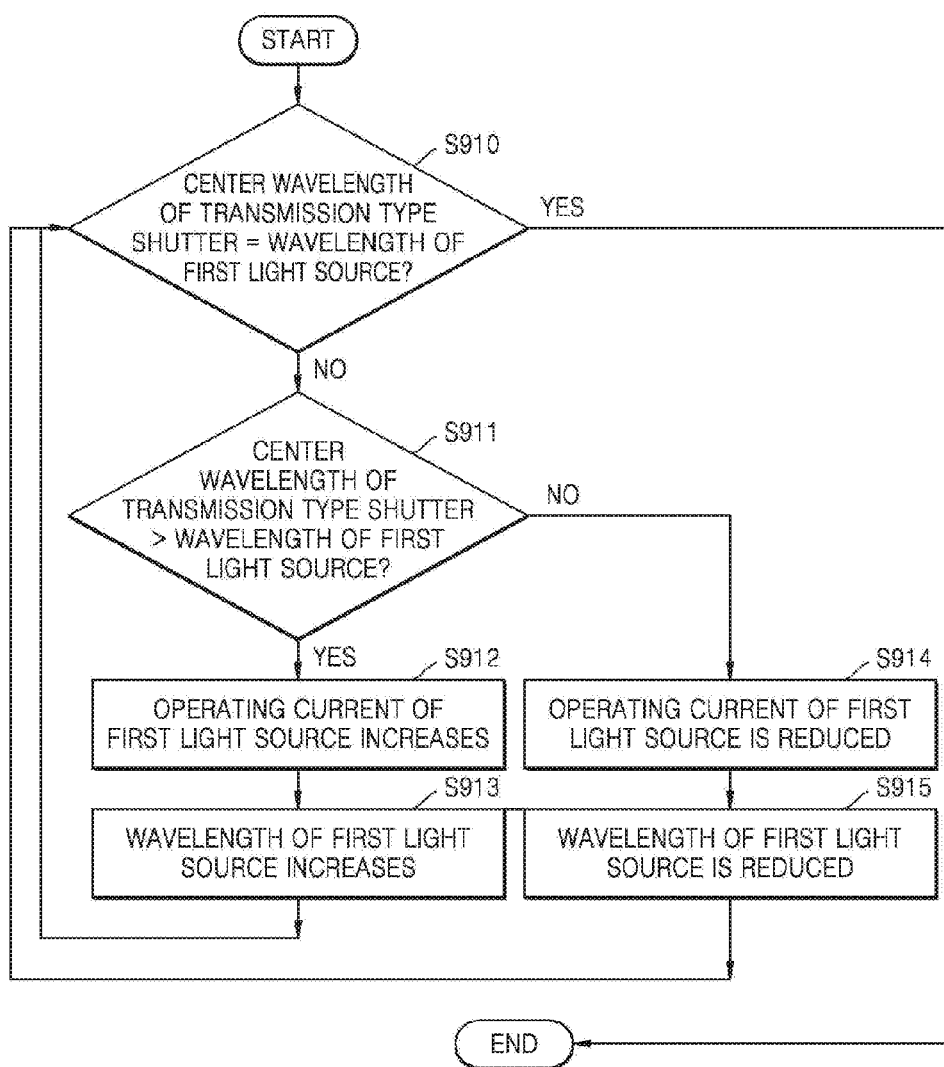 START
S910
CENTER WAVELENGTH
OF TRANSMISSION TYPE
SHUTTER = WAVELENGTH OF
FIRST LIGHT SOURCE?
YES
NO
S911
CENTER
WAVELENGTH OF
TRANSMISSION TYPE SHUTTER
> WAVELENGTH OF FIRST
LIGHT SOURCE?
NO
YES
S912
OPERATING CURRENT OF
FIRST LIGHT SOURCE INCREASES
S914
OPERATING CURRENT OF FIRST
LIGHT SOURCE IS REDUCED
S913
WAVELENGTH OF FIRST LIGHT
SOURCE INCREASES
S915
WAVELENGTH OF FIRST LIGHT
SOURCE IS REDUCED
END